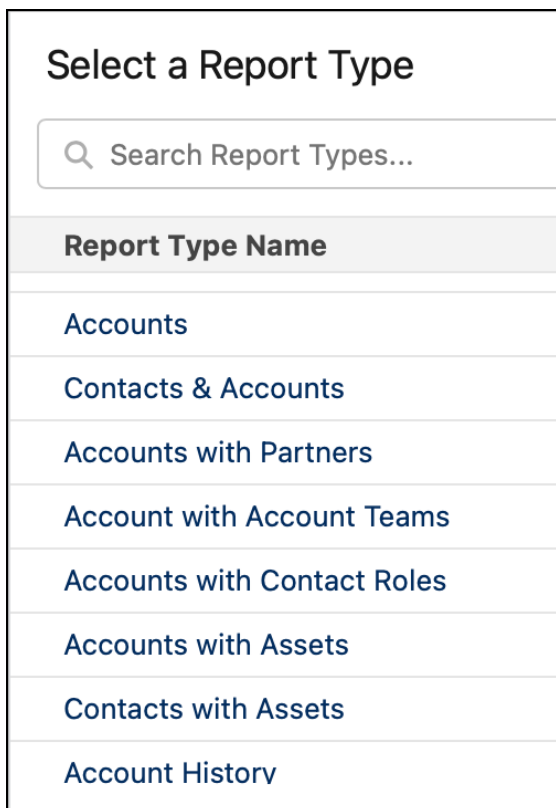 Select a Report Type
Search Report Types...
Report Type Name
Accounts
Contacts & Accounts
Accounts with Partners
Account with Account Teams
Accounts with Contact Roles
Accounts with Assets
Contacts with Assets
Account History